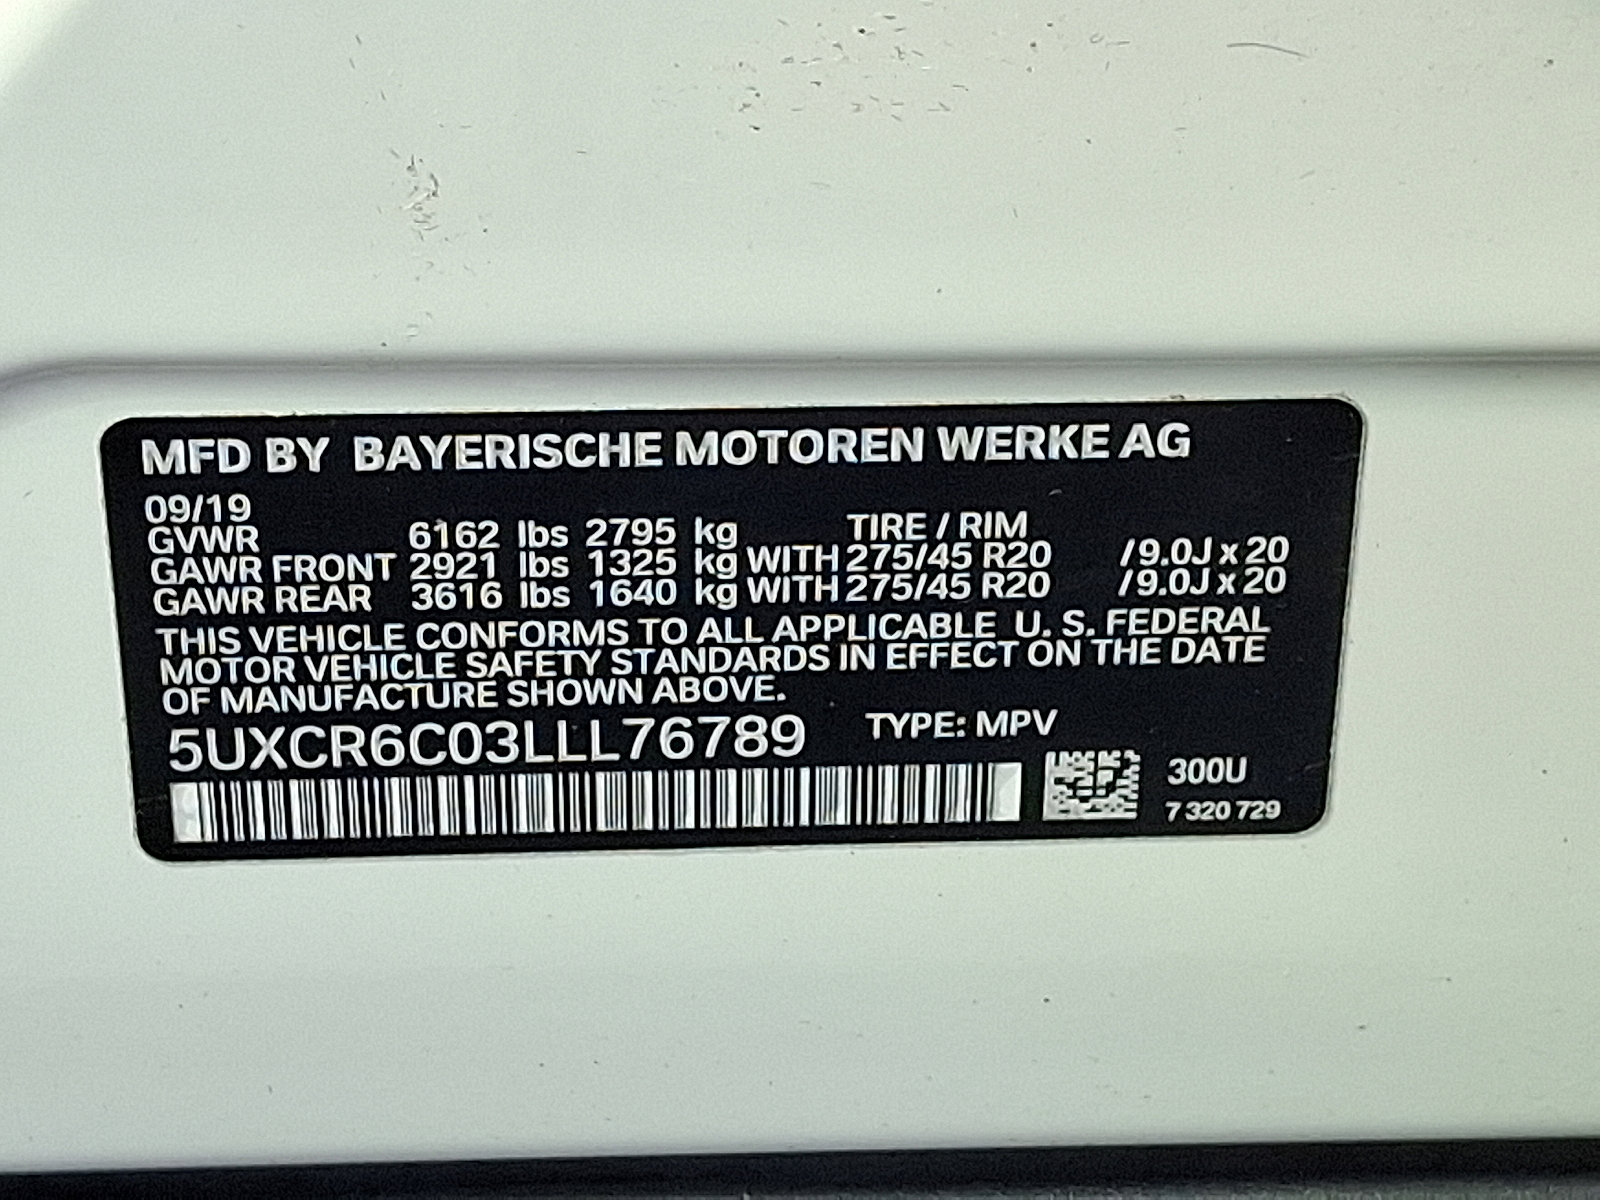 MFD BY BAYERISCHE MOTOREN WERKE AG
09/19
GVWR 6162 lbs 2795 kg TIRE / RIM
GAWR FRONT 2921 lbs 1325 kg WITH 275/45 R20 /9.0J x 20
GAWR REAR 3616 lbs 1640 kg WITH 275/45 R20 /9.0J x 20
THIS VEHICLE CONFORMS TO ALL APPLICABLE U. S. FEDERAL
MOTOR VEHICLE SAFETY STANDARDS IN EFFECT ON THE DATE
OF MANUFACTURE SHOWN ABOVE.
5UXCR6C03LLL76789 TYPE: MPV
300U
7 320 729